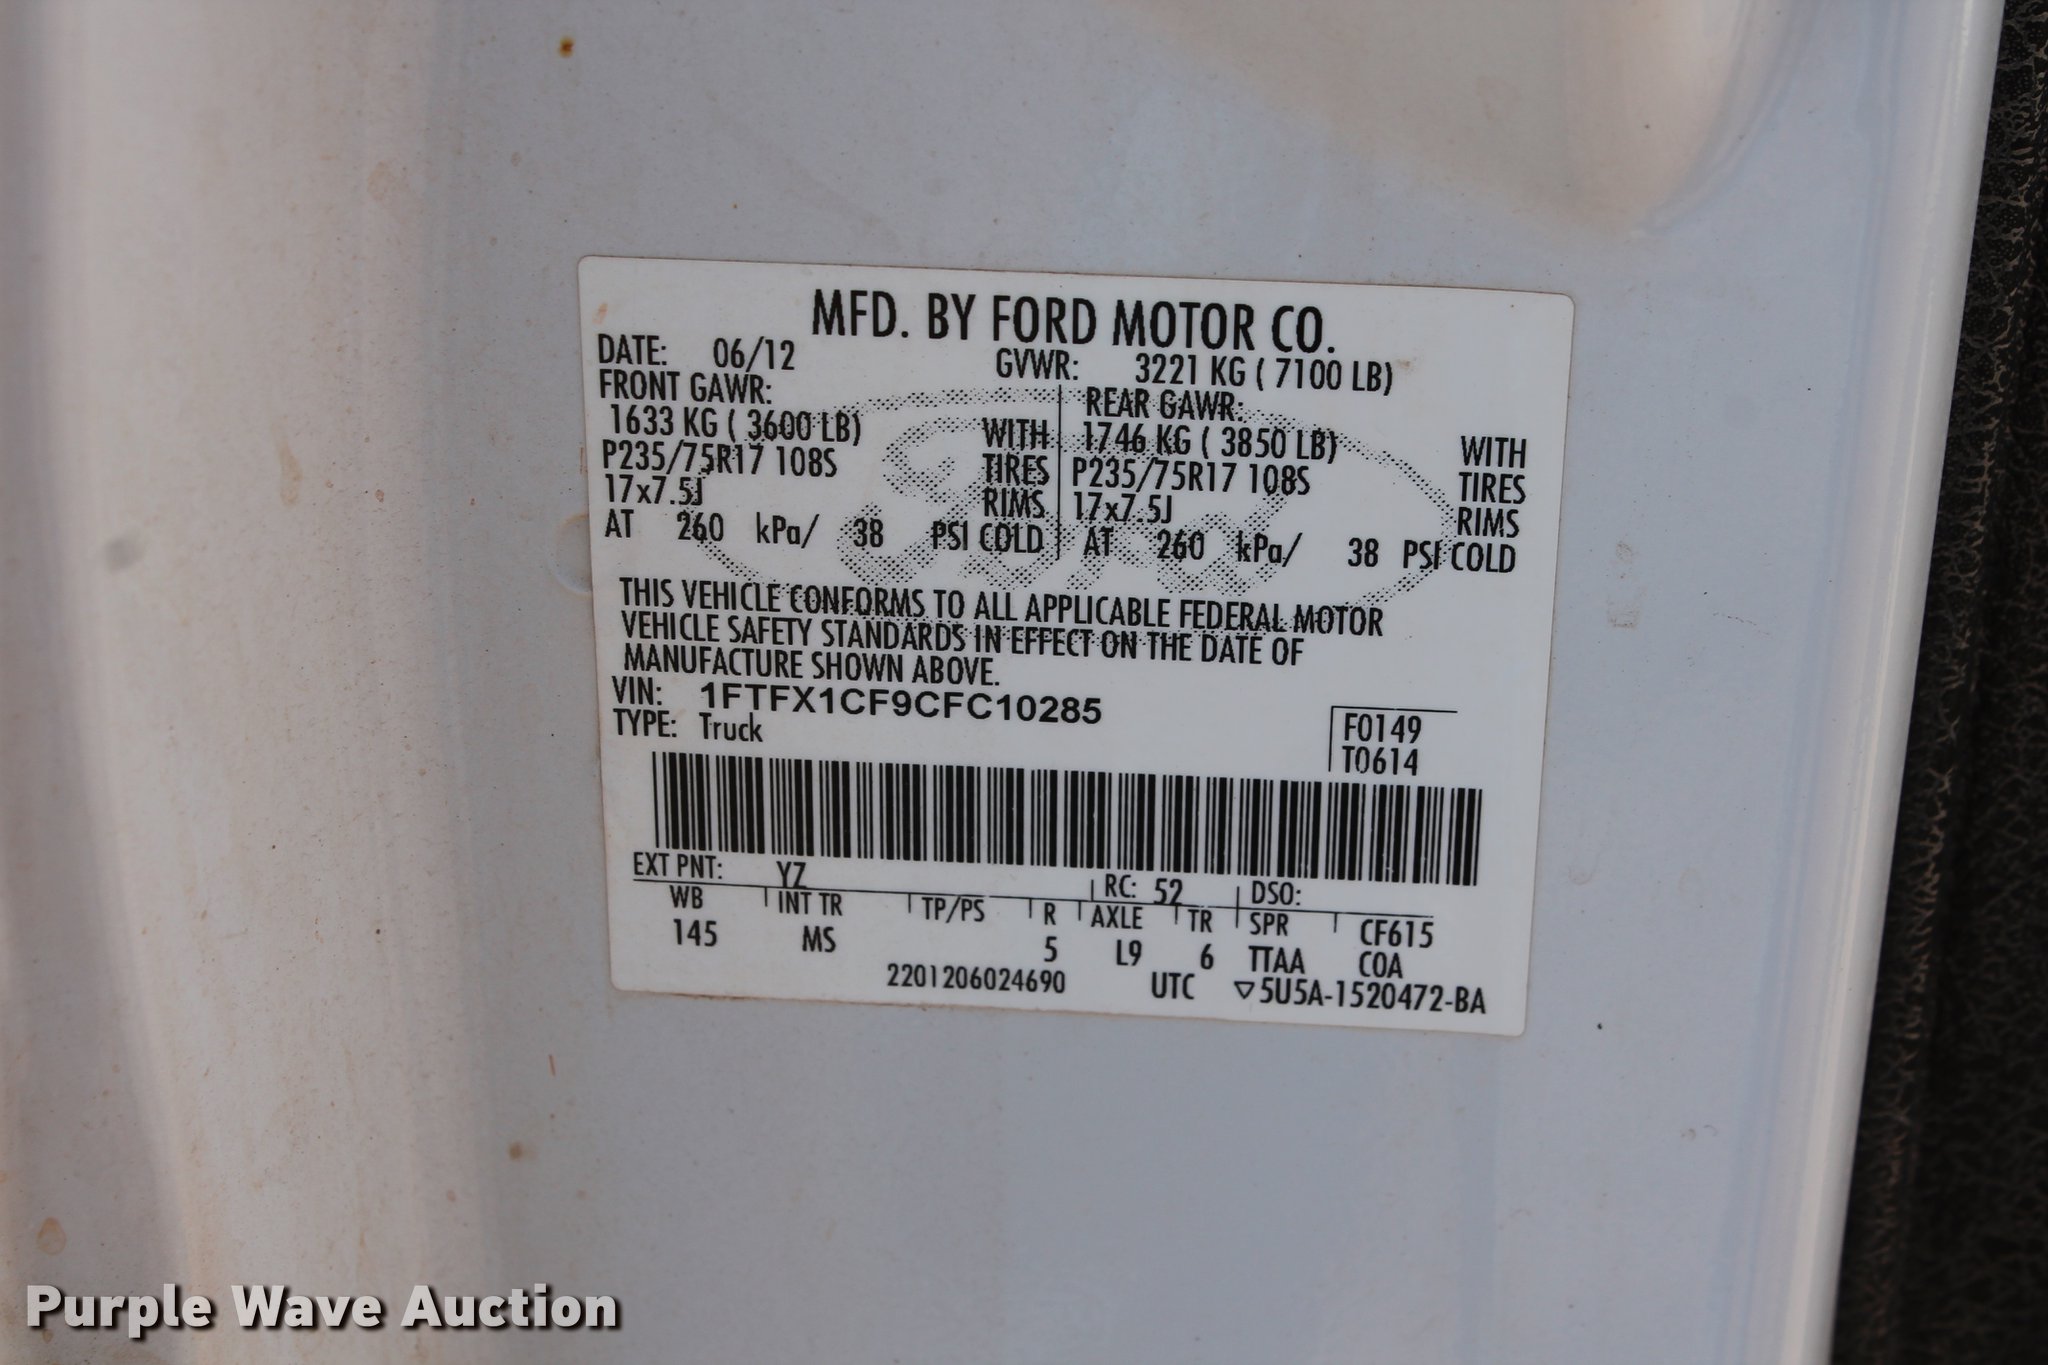 MFD. BY FORD MOTOR CO.
DATE: 06/12 GVWR: 3221 KG ( 7100 LB)
FRONT GAWR: REAR GAWR:
1633 KG ( 3600 LB) WITH 1746 KG ( 3850 LB) WITH
P235/75R17 108S TIRES P235/75R17 108S TIRES
17x7.5J RIMS 17x7.5J RIMS
AT 260 kPa/ 38 PSI COLD AT 260 kPa/ 38 PSI COLD
THIS VEHICLE CONFORMS TO ALL APPLICABLE FEDERAL MOTOR
VEHICLE SAFETY STANDARDS IN EFFECT ON THE DATE OF
MANUFACTURE SHOWN ABOVE.
VIN: 1FTFX1CF9CFC10285
TYPE: Truck
F0149
T0614
EXT PNT: YZ RC: 52 DSO:
WB INT TR TP/PS R AXLE TR SPR CF615
145 MS 5 L9 6 TTAA COA
2201206024690 UTC ▽5U5A-1520472-BA
Purple Wave Auction